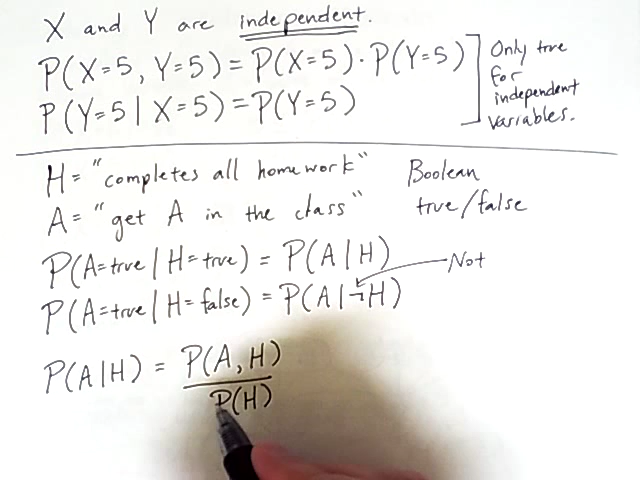 X and Y are independent.
P(X=5, Y=5) = P(X=5) · P(Y=5)
P(Y=5 | X=5) = P(Y=5)
Only true
for
independent
variables.
H = "completes all homework"
A = "get A in the class"
Boolean
true/false
P(A=true | H=true) = P(A|H)
P(A=true | H=false) = P(A|¬H)
Not
P(A|H) = P(A,H)
P(H)